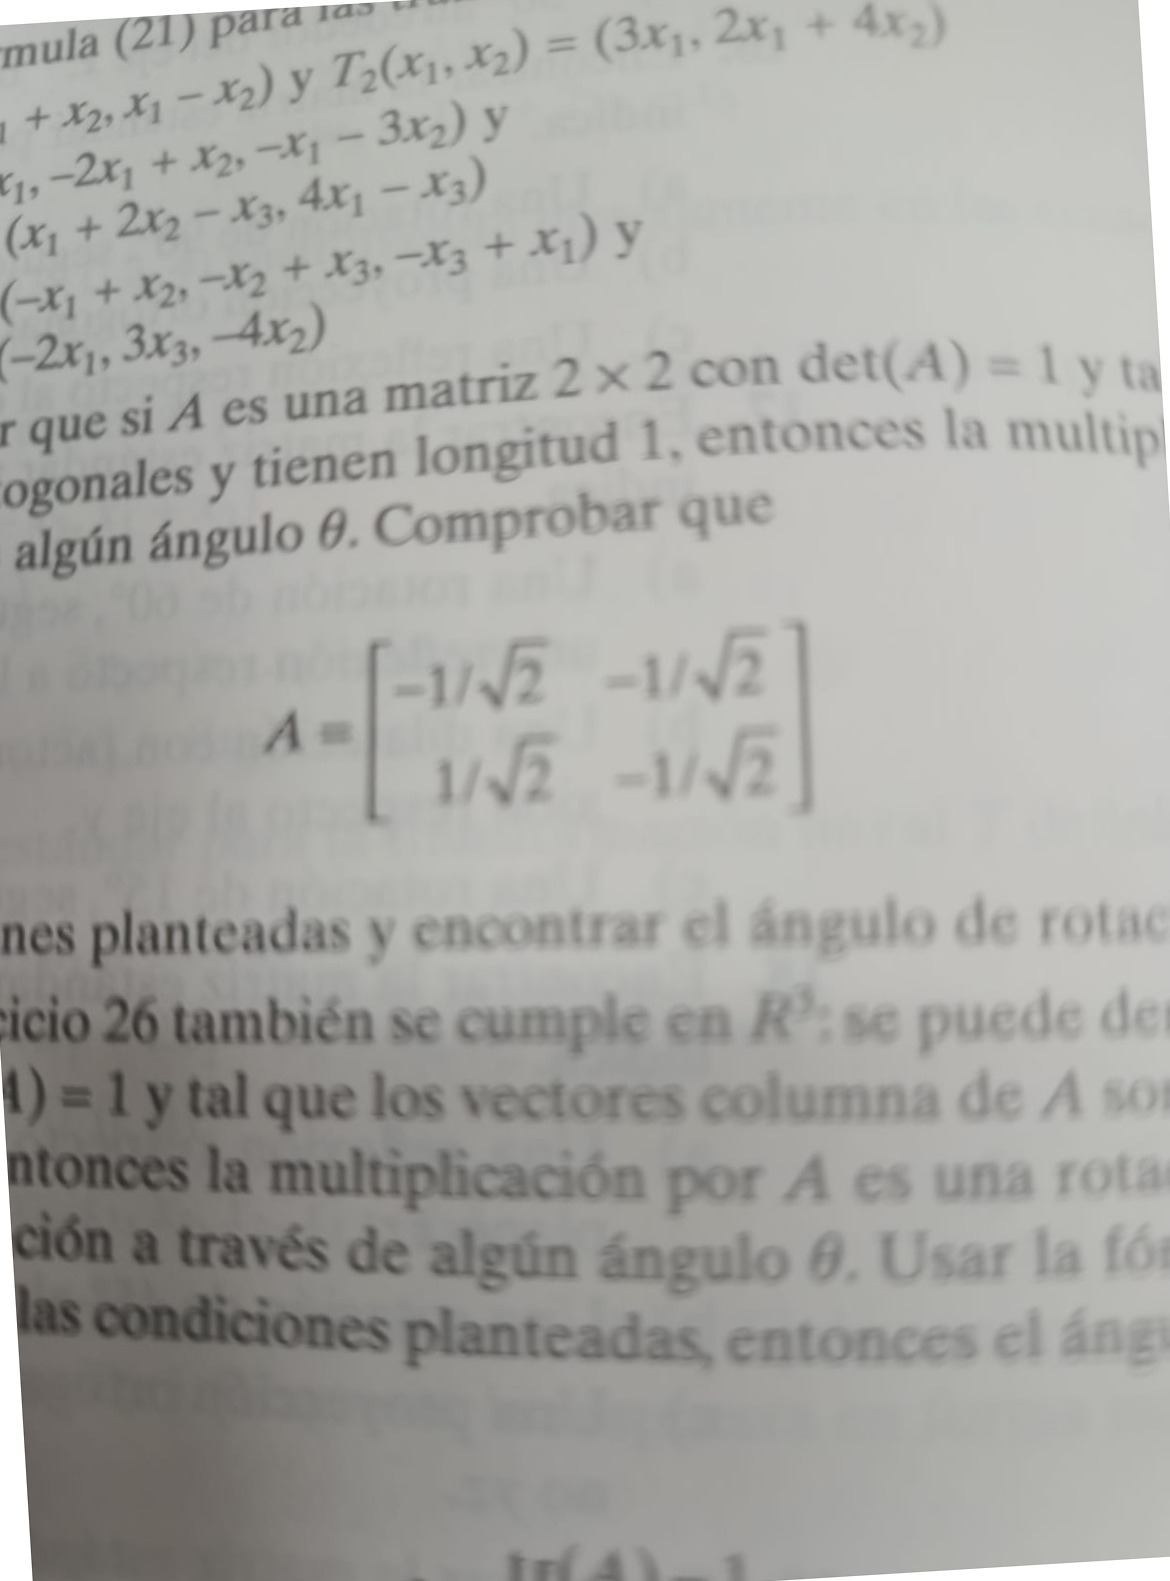 mula (21) para las
1 + x₂, x₁ − x₂) y T₂(x₁, x₂) = (3x₁, 2x₁ + 4x₂)
x₁, −2x₁ + x₂, −x₁ − 3x₂) y
(x₁ + 2x₂ − x₃, 4x₁ − x₃)
(−x₁ + x₂, −x₂ + x₃, −x₃ + x₁) y
(−2x₁, 3x₃, −4x₂)
r que si A es una matriz 2 × 2 con det(A) = 1 y ta
ogonales y tienen longitud 1, entonces la multipl
algún ángulo θ. Comprobar que
A = [−1/√2 −1/√2
1/√2 −1/√2]
nes planteadas y encontrar el ángulo de rotac
cicio 26 también se cumple en R³: se puede de
A) = 1 y tal que los vectores columna de A so
ntonces la multiplicación por A es una rota
ción a través de algún ángulo θ. Usar la fó
las condiciones planteadas, entonces el áng
tr(A) − 1